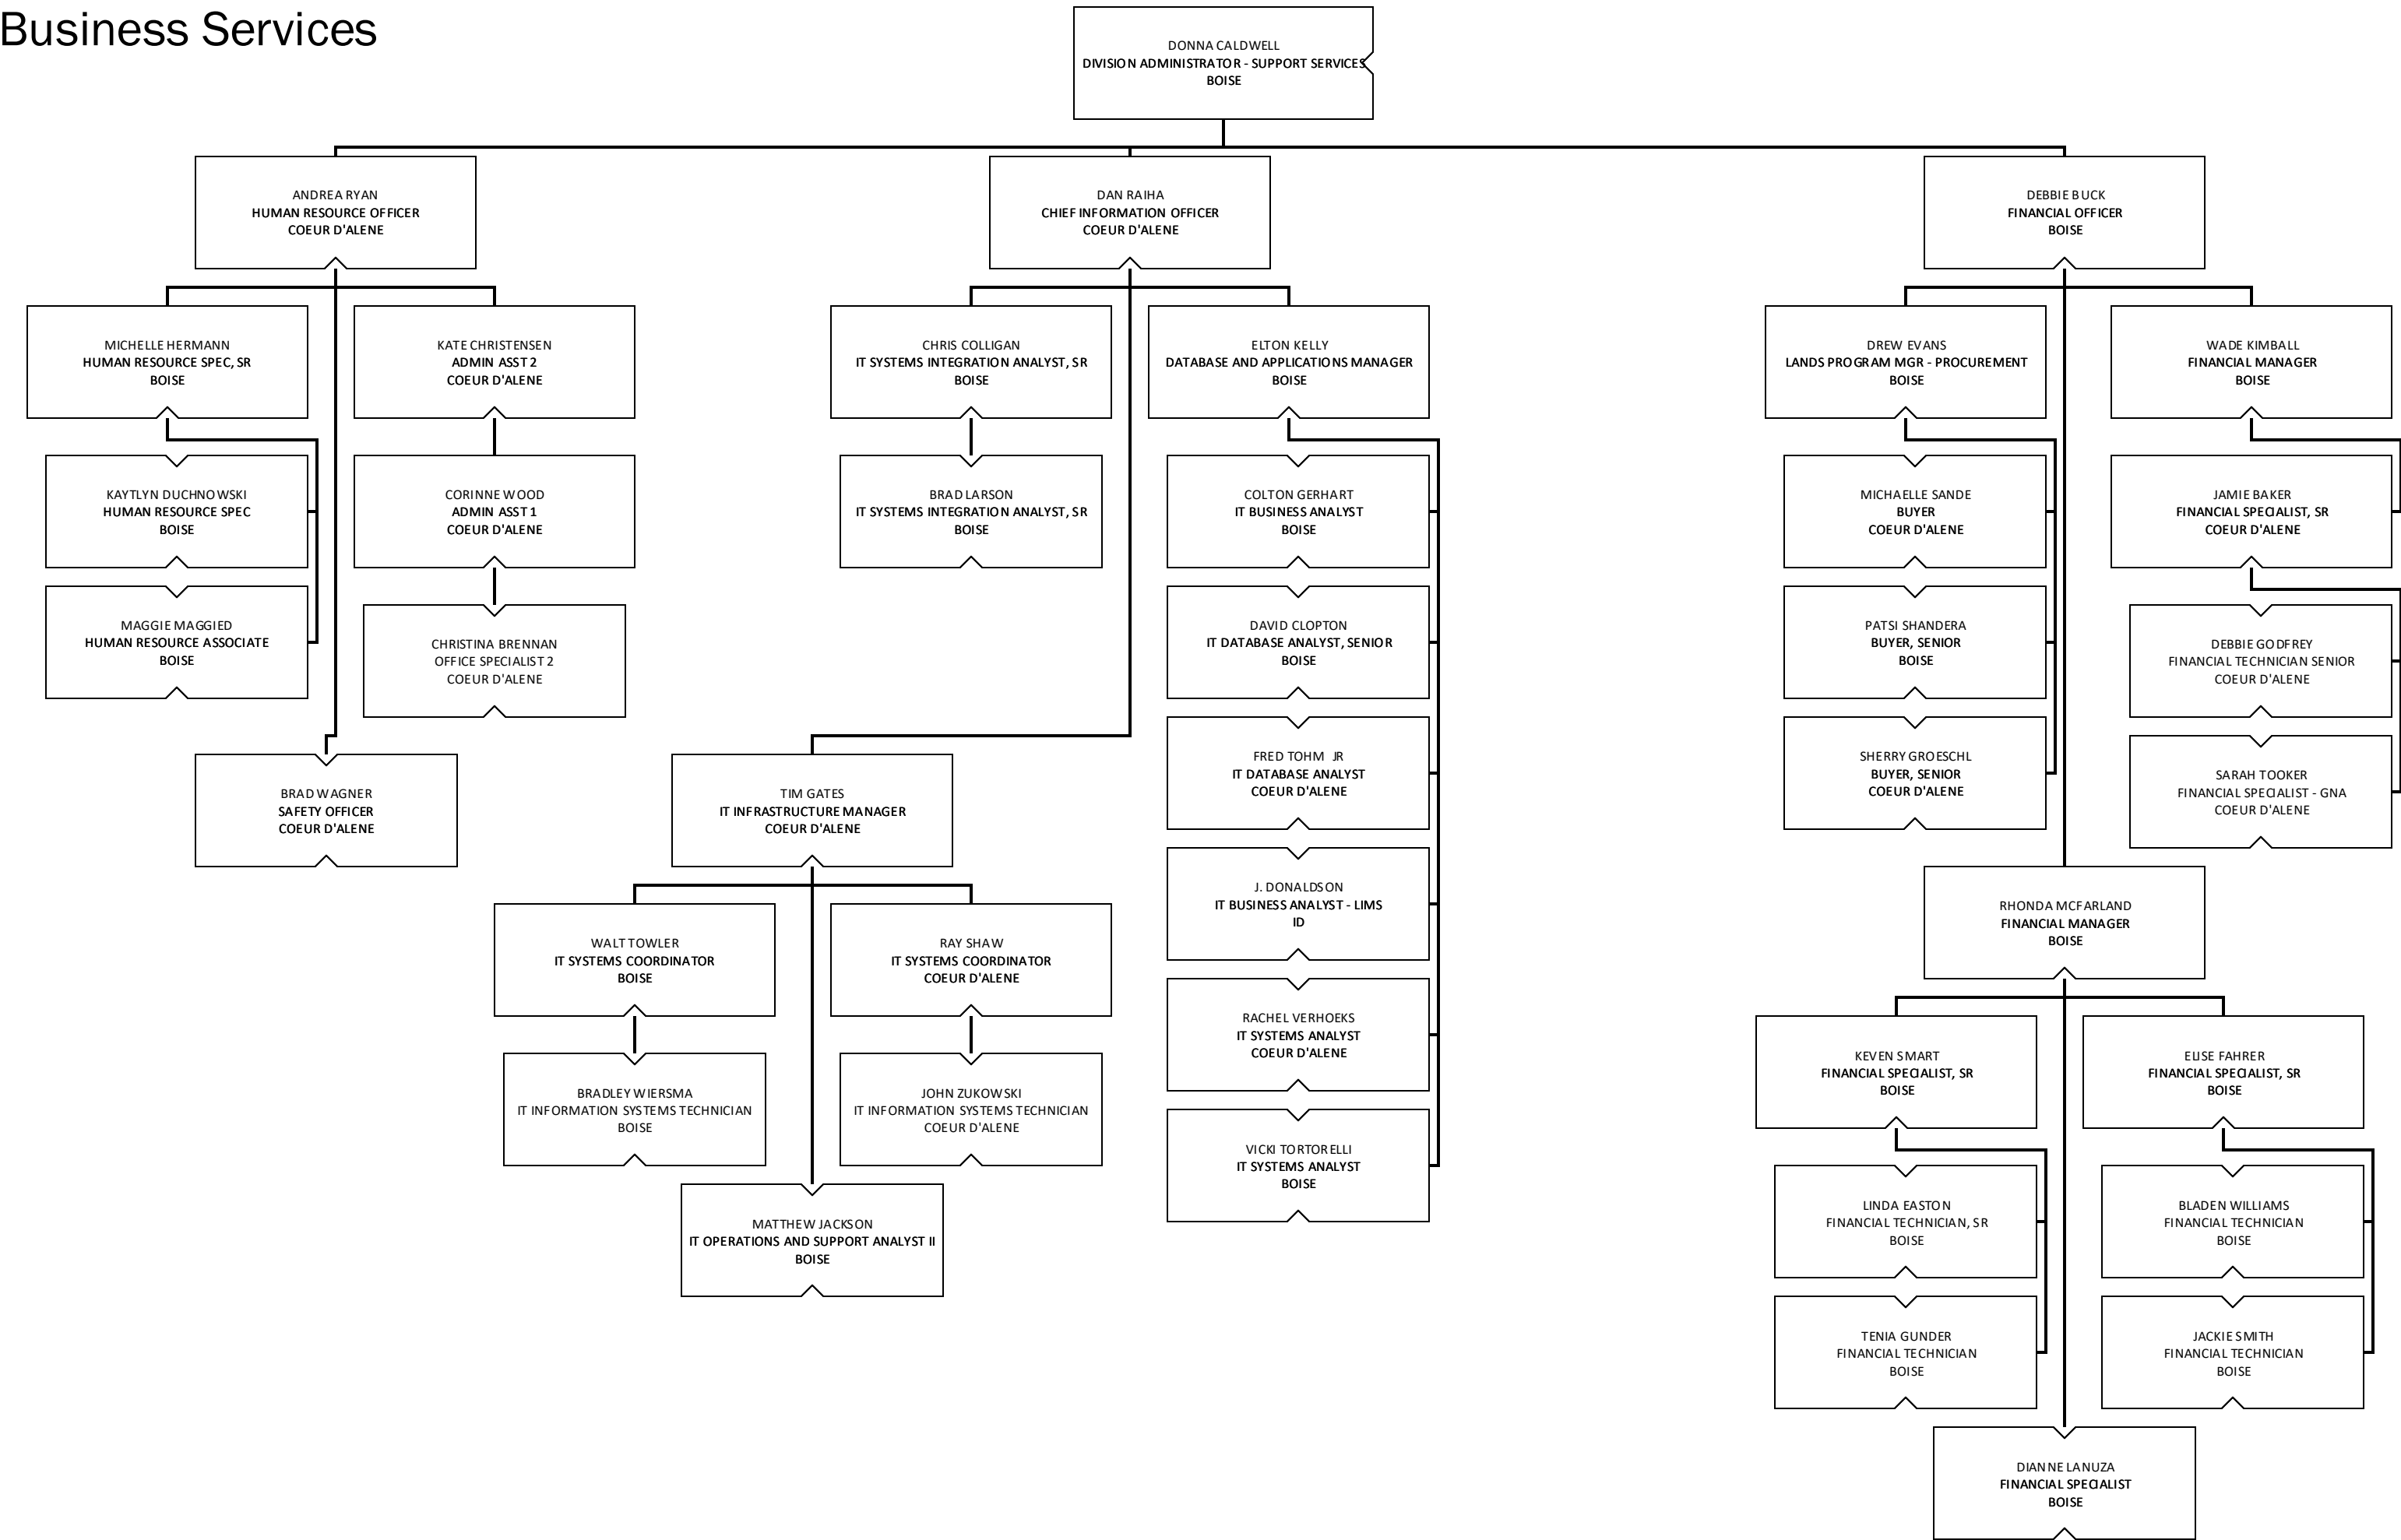 Business Services
DONNA CALDWELL
DIVISION ADMINISTRATOR - SUPPORT SERVICES
BOISE
ANDREA RYAN
HUMAN RESOURCE OFFICER
COEUR D'ALENE
DAN RAIHA
CHIEF INFORMATION OFFICER
COEUR D'ALENE
DEBBIE BUCK
FINANCIAL OFFICER
BOISE
MICHELLE HERMANN
HUMAN RESOURCE SPEC, SR
BOISE
KATE CHRISTENSEN
ADMIN ASST 2
COEUR D'ALENE
CHRIS COLLIGAN
IT SYSTEMS INTEGRATION ANALYST, SR
BOISE
ELTON KELLY
DATABASE AND APPLICATIONS MANAGER
BOISE
DREW EVANS
LANDS PROGRAM MGR - PROCUREMENT
BOISE
WADE KIMBALL
FINANCIAL MANAGER
BOISE
KAYTLYN DUCHNOWSKI
HUMAN RESOURCE SPEC
BOISE
CORINNE WOOD
ADMIN ASST 1
COEUR D'ALENE
BRAD LARSON
IT SYSTEMS INTEGRATION ANALYST, SR
BOISE
COLTON GERHART
IT BUSINESS ANALYST
BOISE
MICHAELLE SANDE
BUYER
COEUR D'ALENE
JAMIE BAKER
FINANCIAL SPECIALIST, SR
COEUR D'ALENE
MAGGIE MAGGIED
HUMAN RESOURCE ASSOCIATE
BOISE
CHRISTINA BRENNAN
OFFICE SPECIALIST 2
COEUR D'ALENE
DAVID CLOPTON
IT DATABASE ANALYST, SENIOR
BOISE
PATSI SHANDERA
BUYER, SENIOR
BOISE
DEBBIE GODFREY
FINANCIAL TECHNICIAN SENIOR
COEUR D'ALENE
BRAD WAGNER
SAFETY OFFICER
COEUR D'ALENE
TIM GATES
IT INFRASTRUCTURE MANAGER
COEUR D'ALENE
FRED TOHM JR
IT DATABASE ANALYST
COEUR D'ALENE
SHERRY GROESCHL
BUYER, SENIOR
COEUR D'ALENE
SARAH TOOKER
FINANCIAL SPECIALIST - GNA
COEUR D'ALENE
WALT TOWLER
IT SYSTEMS COORDINATOR
BOISE
RAY SHAW
IT SYSTEMS COORDINATOR
COEUR D'ALENE
J. DONALDSON
IT BUSINESS ANALYST - LIMS
ID
RHONDA MCFARLAND
FINANCIAL MANAGER
BOISE
BRADLEY WIERSMA
IT INFORMATION SYSTEMS TECHNICIAN
BOISE
JOHN ZUKOWSKI
IT INFORMATION SYSTEMS TECHNICIAN
COEUR D'ALENE
RACHEL VERHOEKS
IT SYSTEMS ANALYST
COEUR D'ALENE
KEVEN SMART
FINANCIAL SPECIALIST, SR
BOISE
ELISE FAHRER
FINANCIAL SPECIALIST, SR
BOISE
MATTHEW JACKSON
IT OPERATIONS AND SUPPORT ANALYST II
BOISE
VICKI TORTORELLI
IT SYSTEMS ANALYST
BOISE
LINDA EASTON
FINANCIAL TECHNICIAN, SR
BOISE
BLADEN WILLIAMS
FINANCIAL TECHNICIAN
BOISE
TENIA GUNDER
FINANCIAL TECHNICIAN
BOISE
JACKIE SMITH
FINANCIAL TECHNICIAN
BOISE
DIANNE LANUZA
FINANCIAL SPECIALIST
BOISE